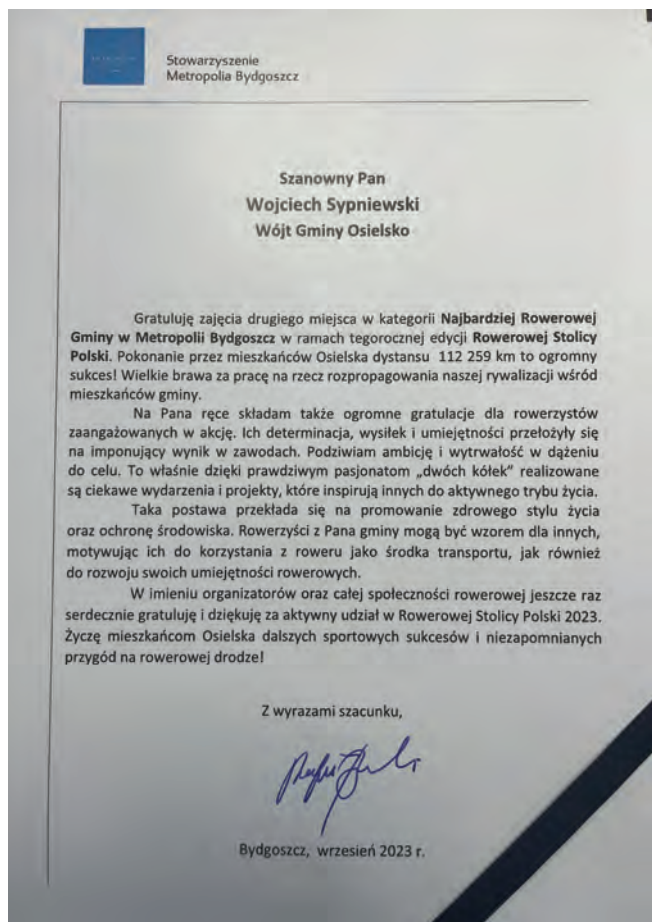 Stowarzyszenie
Metropolia Bydgoszcz
Szanowny Pan
Wojciech Sypniewski
Wójt Gminy Osielsko
Gratuluję zajęcia drugiego miejsca w kategorii Najbardziej Rowerowej
Gminy w Metropolii Bydgoszcz w ramach tegorocznej edycji Rowerowej Stolicy
Polski. Pokonanie przez mieszkańców Osielska dystansu 112 259 km to ogromny
sukces! Wielkie brawa za pracę na rzecz rozpropagowania naszej rywalizacji wśród
mieszkańców gminy.
Na Pana ręce składam także ogromne gratulacje dla rowerzystów
zaangażowanych w akcję. Ich determinacja, wysiłek i umiejętności przełożyły się
na imponujący wynik w zawodach. Podziwiam ambicję i wytrwałość w dążeniu
do celu. To właśnie dzięki prawdziwym pasjonatom „dwóch kółek” realizowane
są ciekawe wydarzenia i projekty, które inspirują innych do aktywnego trybu życia.
Taka postawa przekłada się na promowanie zdrowego stylu życia
oraz ochronę środowiska. Rowerzyści z Pana gminy mogą być wzorem dla innych,
motywując ich do korzystania z roweru jako środka transportu, jak również
do rozwoju swoich umiejętności rowerowych.
W imieniu organizatorów oraz całej społeczności rowerowej jeszcze raz
serdecznie gratuluję i dziękuję za aktywny udział w Rowerowej Stolicy Polski 2023.
Życzę mieszkańcom Osielska dalszych sportowych sukcesów i niezapomnianych
przygód na rowerowej drodze!
Z wyrazami szacunku,
Bydgoszcz, wrzesień 2023 r.